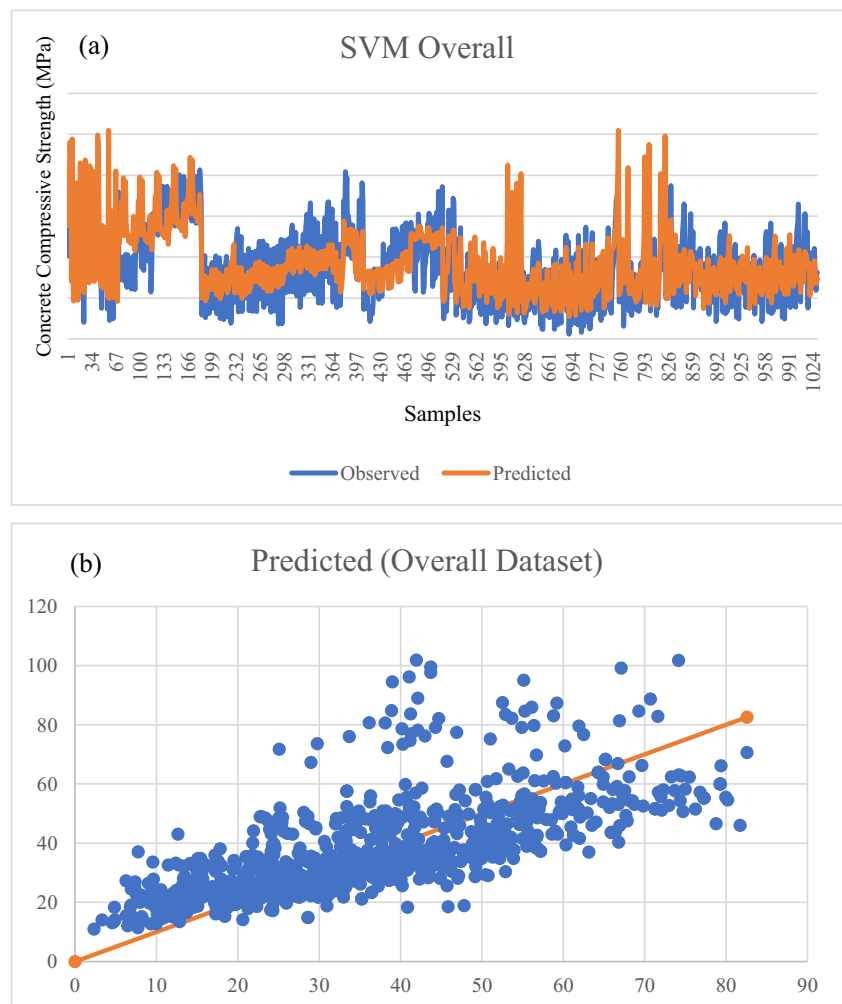 (a)
SVM Overall
Concrete Compressive Strength (MPa)
1 34 67 100 133 166 199 232 265 298 331 364 397 430 463 496 529 562 595 628 661 694 727 760 793 826 859 892 925 958 991 1024
Samples
Observed Predicted
(b)
Predicted (Overall Dataset)
120
100
80
60
40
20
0
0 10 20 30 40 50 60 70 80 90